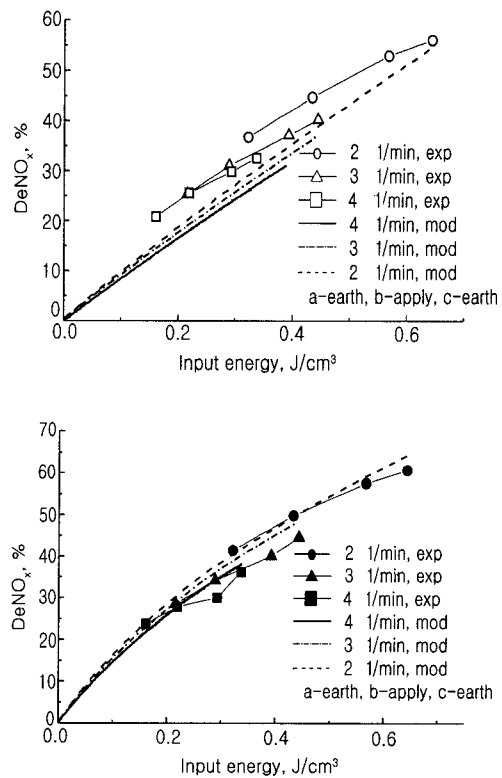 60
50
40
30
20
10
0
DeNOx, %
2 1/min, exp
3 1/min, exp
4 1/min, exp
4 1/min, mod
3 1/min, mod
2 1/min, mod
a-earth, b-apply, c-earth
0.0 0.2 0.4 0.6
Input energy, J/cm³
70
60
50
40
30
20
10
0
DeNOx, %
2 1/min, exp
3 1/min, exp
4 1/min, exp
4 1/min, mod
3 1/min, mod
2 1/min, mod
a-earth, b-apply, c-earth
0.0 0.2 0.4 0.6
Input energy, J/cm³